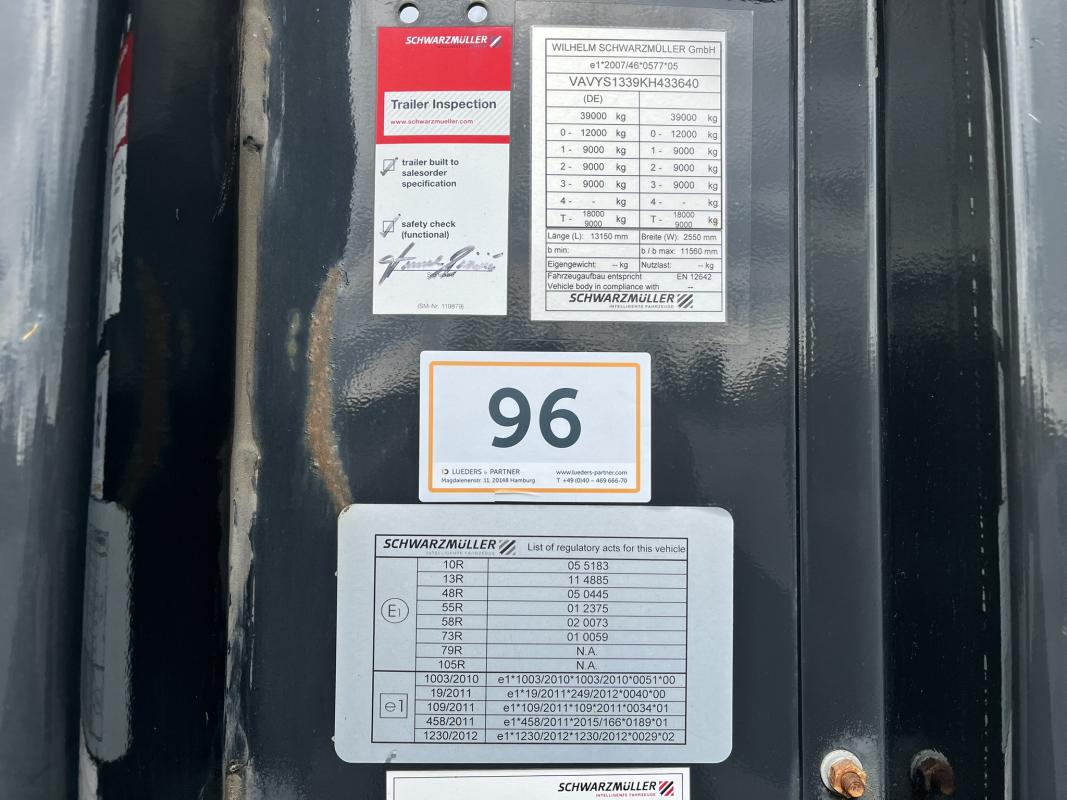 SCHWARZMÜLLER
INTELLIGENTE FAHRZEUGE
Trailer Inspection
www.schwarzmueller.com
trailer built to
salesorder
specification
safety check
(functional)
(SM-Nr. 119879)
WILHELM SCHWARZMÜLLER GmbH
e1*2007/46*0577*05
VAVYS1339KH433640
(DE)
39000 kg 39000 kg
0 - 12000 kg 0 - 12000 kg
1 - 9000 kg 1 - 9000 kg
2 - 9000 kg 2 - 9000 kg
3 - 9000 kg 3 - 9000 kg
4 - - kg 4 - - kg
T - 18000 9000 kg T - 18000 9000 kg
Länge (L): 13150 mm Breite (W): 2550 mm
b min: b / b max: 11560 mm
Eigengewicht: -- kg Nutzlast: -- kg
Fahrzeugaufbau entspricht EN 12642
Vehicle body in compliance with --
SCHWARZMÜLLER
INTELLIGENTE FAHRZEUGE
96
LUEDERS & PARTNER www.lueders-partner.com
Magdalenenstr. 11, 20148 Hamburg T +49 (0)40 – 469 666-70
SCHWARZMÜLLER List of regulatory acts for this vehicle
INTELLIGENTE FAHRZEUGE
E1
10R 05 5183
13R 11 4885
48R 05 0445
55R 01 2375
58R 02 0073
73R 01 0059
79R N.A.
105R N.A.
e1
1003/2010 e1*1003/2010*1003/2010*0051*00
19/2011 e1*19/2011*249/2012*0040*00
109/2011 e1*109/2011*109*2011*0034*01
458/2011 e1*458/2011*2015/166*0189*01
1230/2012 e1*1230/2012*1230/2012*0029*02
SCHWARZMÜLLER
INTELLIGENTE FAHRZEUGE